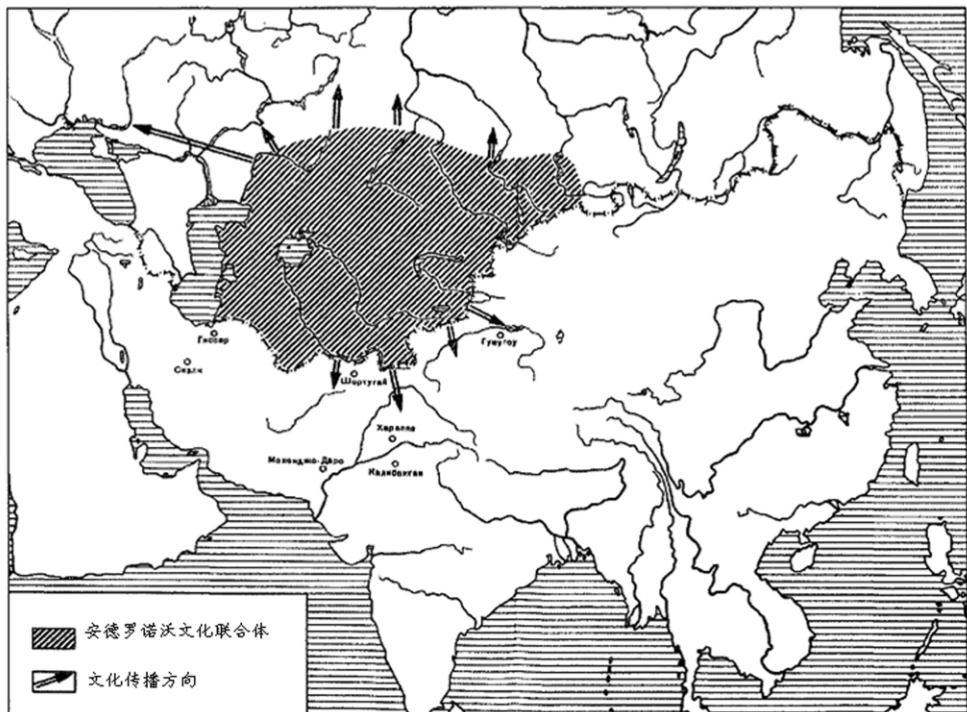 Гиссар
Гумугоу
Сиалк
Шортугай
Хараппа
Мохенджо-Даро
Калибанган
安德罗诺沃文化联合体
文化传播方向